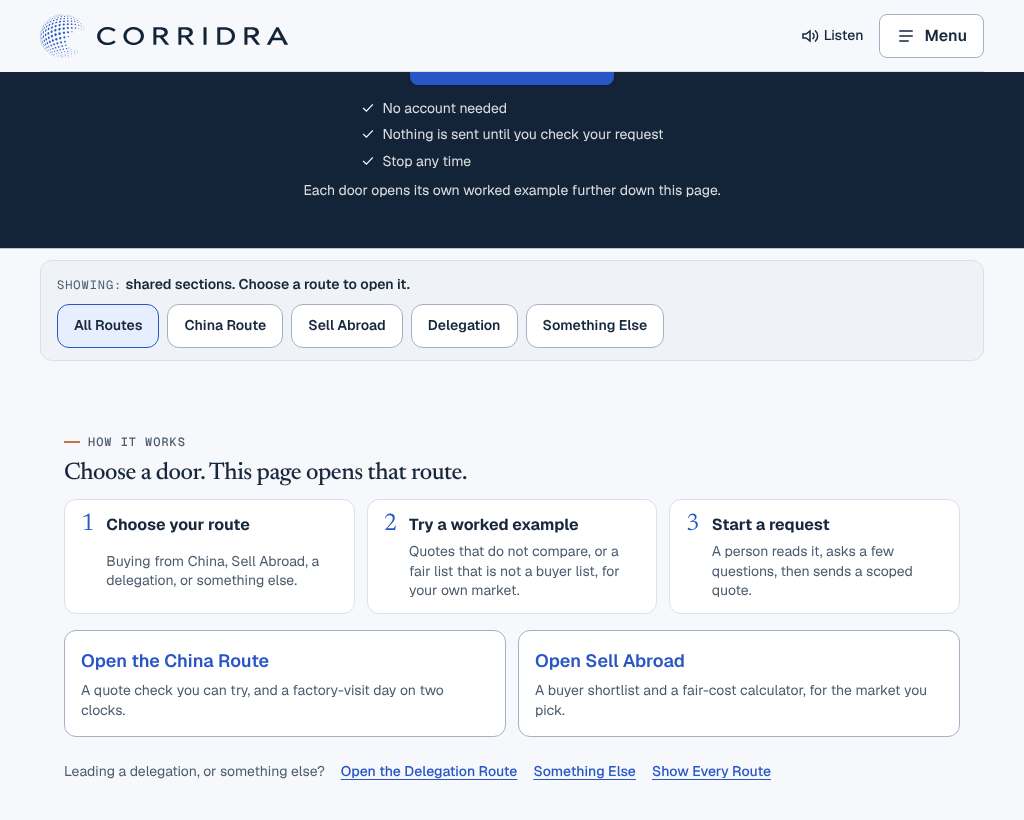 CORRIDRA
Listen
Menu
No account needed
Nothing is sent until you check your request
Stop any time
Each door opens its own worked example further down this page.
SHOWING: shared sections. Choose a route to open it.
All Routes
China Route
Sell Abroad
Delegation
Something Else
HOW IT WORKS
Choose a door. This page opens that route.
1 Choose your route
Buying from China, Sell Abroad, a
delegation, or something else.
2 Try a worked example
Quotes that do not compare, or a
fair list that is not a buyer list, for
your own market.
3 Start a request
A person reads it, asks a few
questions, then sends a scoped
quote.
Open the China Route
A quote check you can try, and a factory-visit day on two
clocks.
Open Sell Abroad
A buyer shortlist and a fair-cost calculator, for the market you
pick.
Leading a delegation, or something else? Open the Delegation Route Something Else Show Every Route